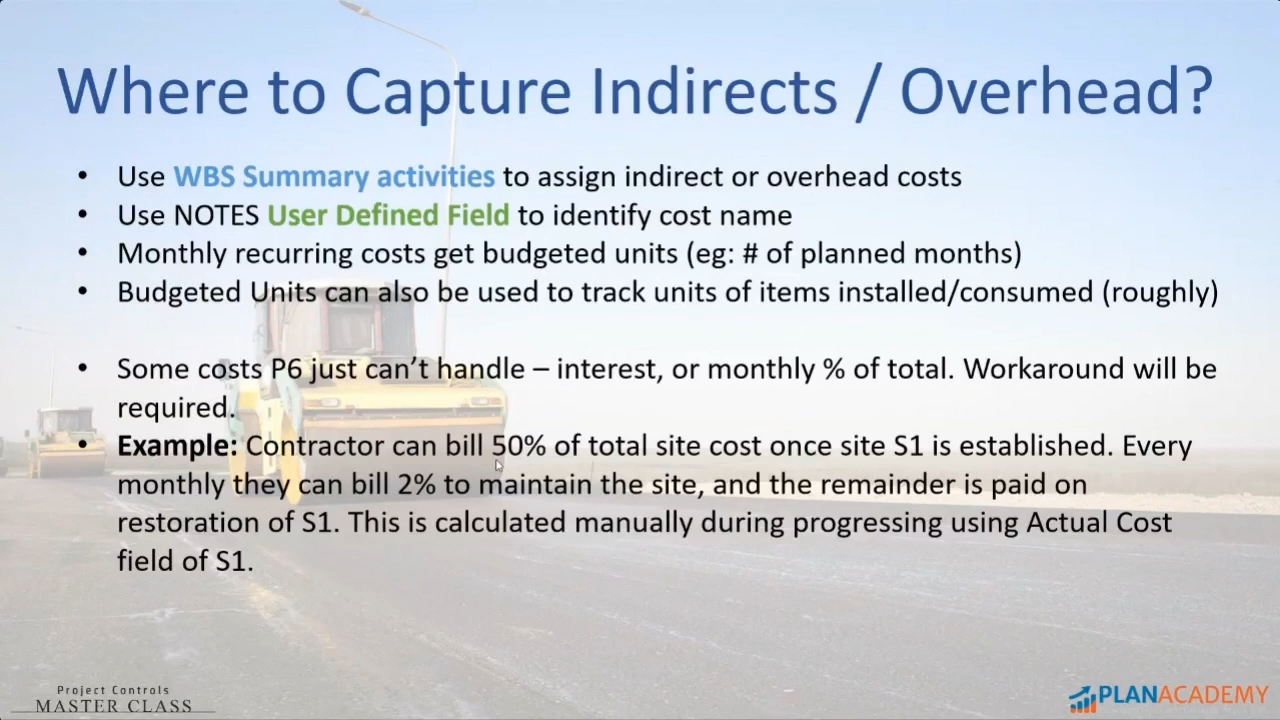 Where to Capture Indirects / Overhead?
• Use WBS Summary activities to assign indirect or overhead costs
• Use NOTES User Defined Field to identify cost name
• Monthly recurring costs get budgeted units (eg: # of planned months)
• Budgeted Units can also be used to track units of items installed/consumed (roughly)
• Some costs P6 just can’t handle – interest, or monthly % of total. Workaround will be
required.
• Example: Contractor can bill 50% of total site cost once site S1 is established. Every
monthly they can bill 2% to maintain the site, and the remainder is paid on
restoration of S1. This is calculated manually during progressing using Actual Cost
field of S1.
Project Controls
MASTER CLASS
PLANACADEMY